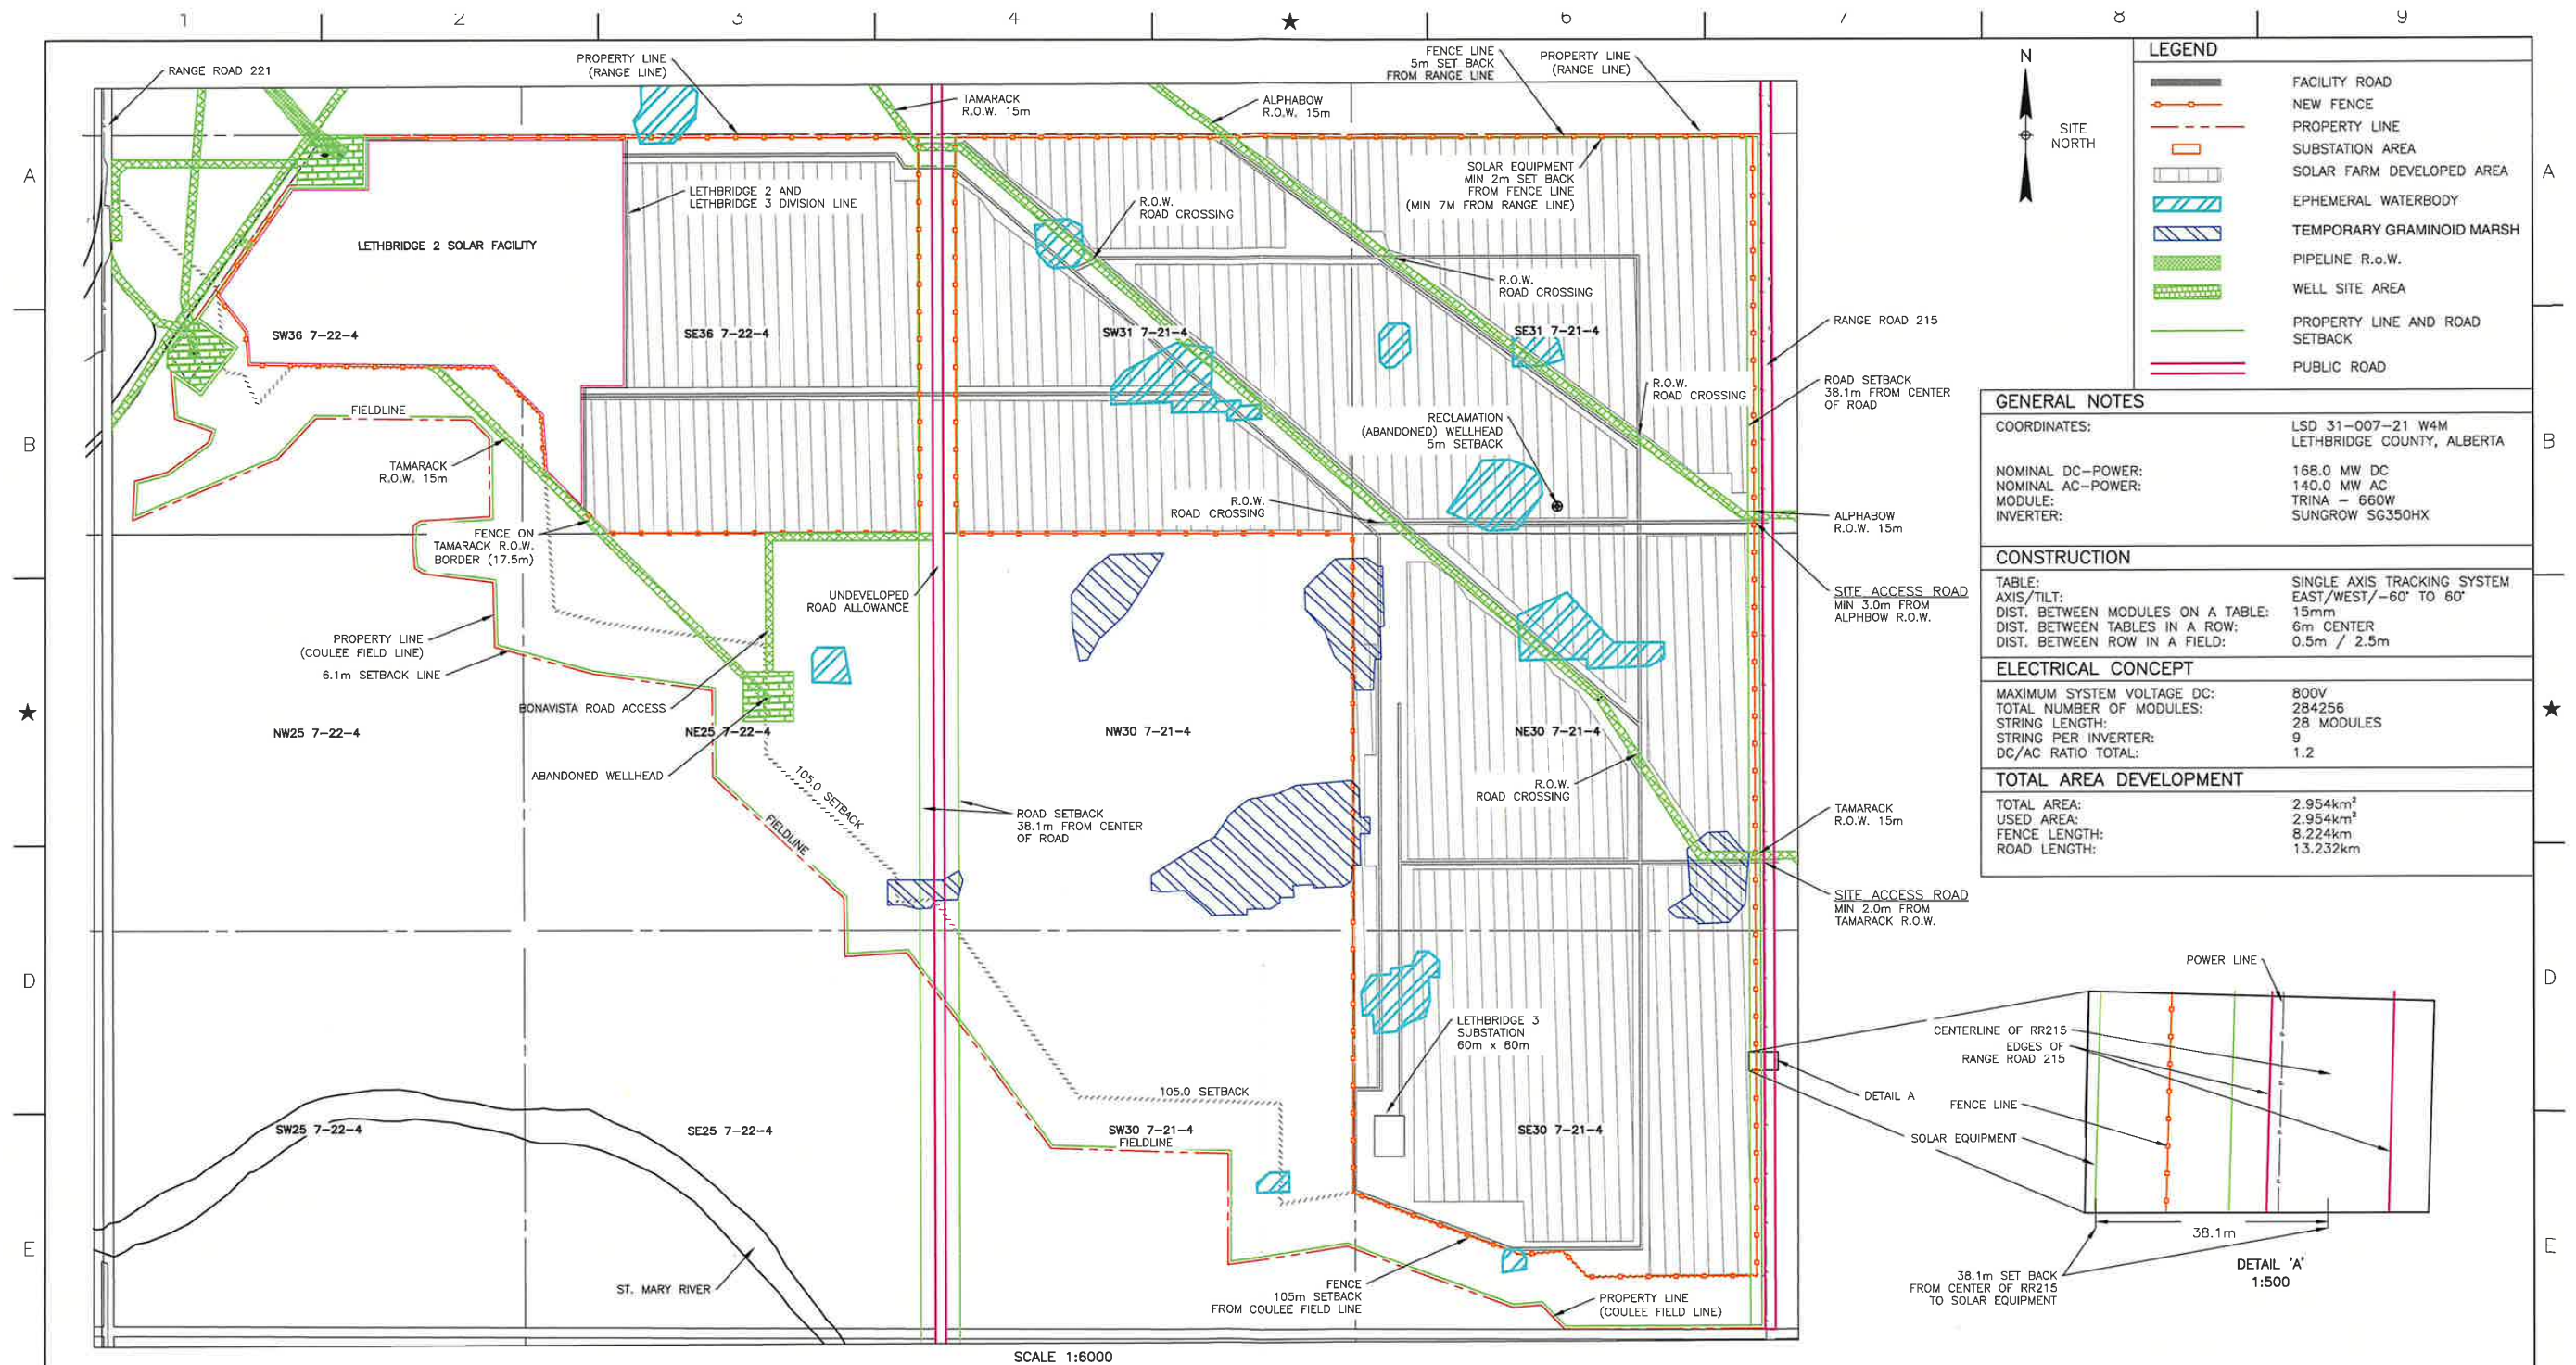 1 2 3 4 6 7 8 9
RANGE ROAD 221
PROPERTY LINE
(RANGE LINE)
TAMARACK
R.O.W. 15m
ALPHABOW
R.O.W. 15m
FENCE LINE
5m SET BACK
FROM RANGE LINE
PROPERTY LINE
(RANGE LINE)
N
SITE
NORTH
LEGEND
FACILITY ROAD
NEW FENCE
PROPERTY LINE
SUBSTATION AREA
SOLAR FARM DEVELOPED AREA
EPHEMERAL WATERBODY
TEMPORARY GRAMINOID MARSH
PIPELINE R.o.W.
WELL SITE AREA
PROPERTY LINE AND ROAD
SETBACK
PUBLIC ROAD
A
A
LETHBRIDGE 2 AND
LETHBRIDGE 3 DIVISION LINE
LETHBRIDGE 2 SOLAR FACILITY
R.O.W.
ROAD CROSSING
SOLAR EQUIPMENT
MIN 2m SET BACK
FROM FENCE LINE
(MIN 7M FROM RANGE LINE)
R.O.W.
ROAD CROSSING
SW36 7-22-4
SE36 7-22-4
SW31 7-21-4
SE31 7-21-4
RANGE ROAD 215
R.O.W.
ROAD CROSSING
ROAD SETBACK
38.1m FROM CENTER
OF ROAD
B
B
FIELDLINE
TAMARACK
R.O.W. 15m
RECLAMATION
(ABANDONED) WELLHEAD
5m SETBACK
R.O.W.
ROAD CROSSING
ALPHABOW
R.O.W. 15m
FENCE ON
TAMARACK R.O.W.
BORDER (17.5m)
UNDEVELOPED
ROAD ALLOWANCE
SITE ACCESS ROAD
MIN 3.0m FROM
ALPHBOW R.O.W.
PROPERTY LINE
(COULEE FIELD LINE)
6.1m SETBACK LINE
BONAVISTA ROAD ACCESS
NW25 7-22-4
NE25 7-22-4
NW30 7-21-4
NE30 7-21-4
ABANDONED WELLHEAD
105.0 SETBACK
FIELDLINE
R.O.W.
ROAD CROSSING
ROAD SETBACK
38.1m FROM CENTER
OF ROAD
TAMARACK
R.O.W. 15m
SITE ACCESS ROAD
MIN 2.0m FROM
TAMARACK R.O.W.
GENERAL NOTES
COORDINATES: LSD 31-007-21 W4M
LETHBRIDGE COUNTY, ALBERTA
NOMINAL DC-POWER: 168.0 MW DC
NOMINAL AC-POWER: 140.0 MW AC
MODULE: TRINA - 660W
INVERTER: SUNGROW SG350HX
CONSTRUCTION
TABLE: SINGLE AXIS TRACKING SYSTEM
AXIS/TILT: EAST/WEST/-60° TO 60°
DIST. BETWEEN MODULES ON A TABLE: 15mm
DIST. BETWEEN TABLES IN A ROW: 6m CENTER
DIST. BETWEEN ROW IN A FIELD: 0.5m / 2.5m
ELECTRICAL CONCEPT
MAXIMUM SYSTEM VOLTAGE DC: 800V
TOTAL NUMBER OF MODULES: 284256
STRING LENGTH: 28 MODULES
STRING PER INVERTER: 9
DC/AC RATIO TOTAL: 1.2
TOTAL AREA DEVELOPMENT
TOTAL AREA: 2.954km²
USED AREA: 2.954km²
FENCE LENGTH: 8.224km
ROAD LENGTH: 13.232km
D
D
LETHBRIDGE 3
SUBSTATION
60m x 80m
105.0 SETBACK
SW25 7-22-4
SE25 7-22-4
SW30 7-21-4
FIELDLINE
SE30 7-21-4
DETAIL A
POWER LINE
CENTERLINE OF RR215
EDGES OF
RANGE ROAD 215
FENCE LINE
SOLAR EQUIPMENT
P
P
P
P
38.1m
38.1m SET BACK
FROM CENTER OF RR215
TO SOLAR EQUIPMENT
DETAIL 'A'
1:500
E
E
ST. MARY RIVER
FENCE
105m SETBACK
FROM COULEE FIELD LINE
PROPERTY LINE
(COULEE FIELD LINE)
SCALE 1:6000